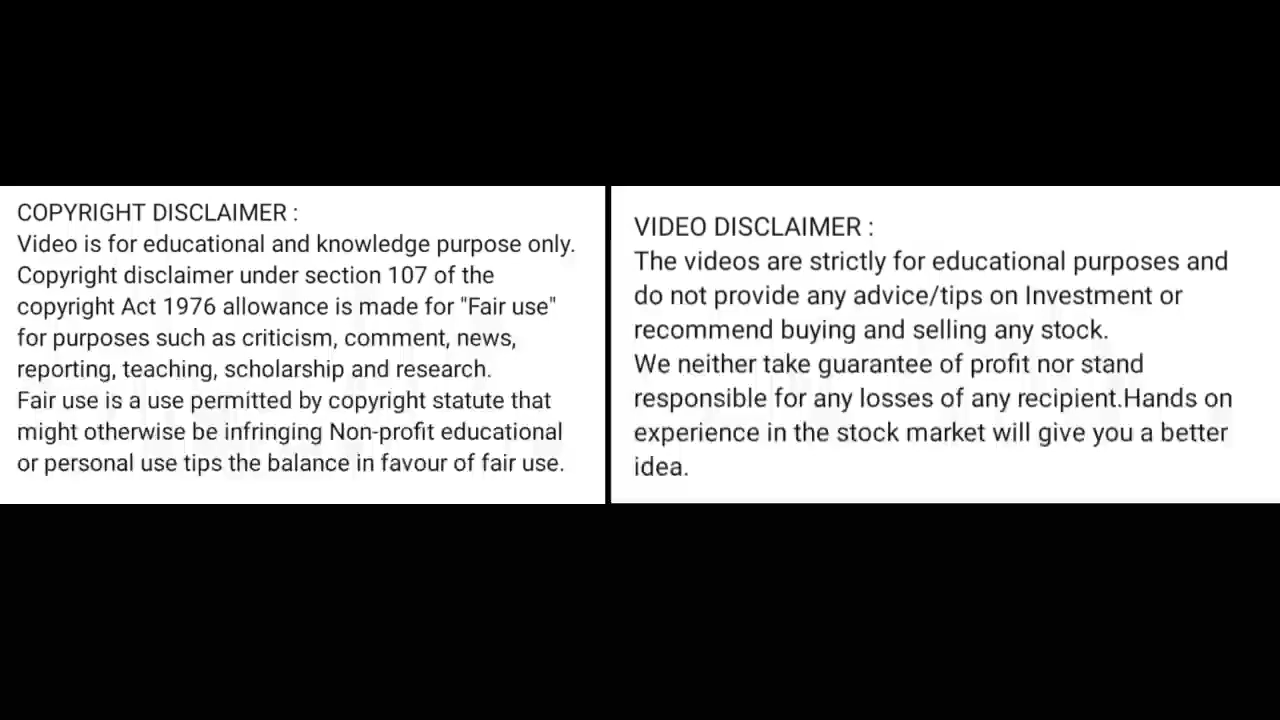 COPYRIGHT DISCLAIMER :
Video is for educational and knowledge purpose only.
Copyright disclaimer under section 107 of the
copyright Act 1976 allowance is made for "Fair use"
for purposes such as criticism, comment, news,
reporting, teaching, scholarship and research.
Fair use is a use permitted by copyright statute that
might otherwise be infringing Non-profit educational
or personal use tips the balance in favour of fair use.
VIDEO DISCLAIMER :
The videos are strictly for educational purposes and
do not provide any advice/tips on Investment or
recommend buying and selling any stock.
We neither take guarantee of profit nor stand
responsible for any losses of any recipient.Hands on
experience in the stock market will give you a better
idea.